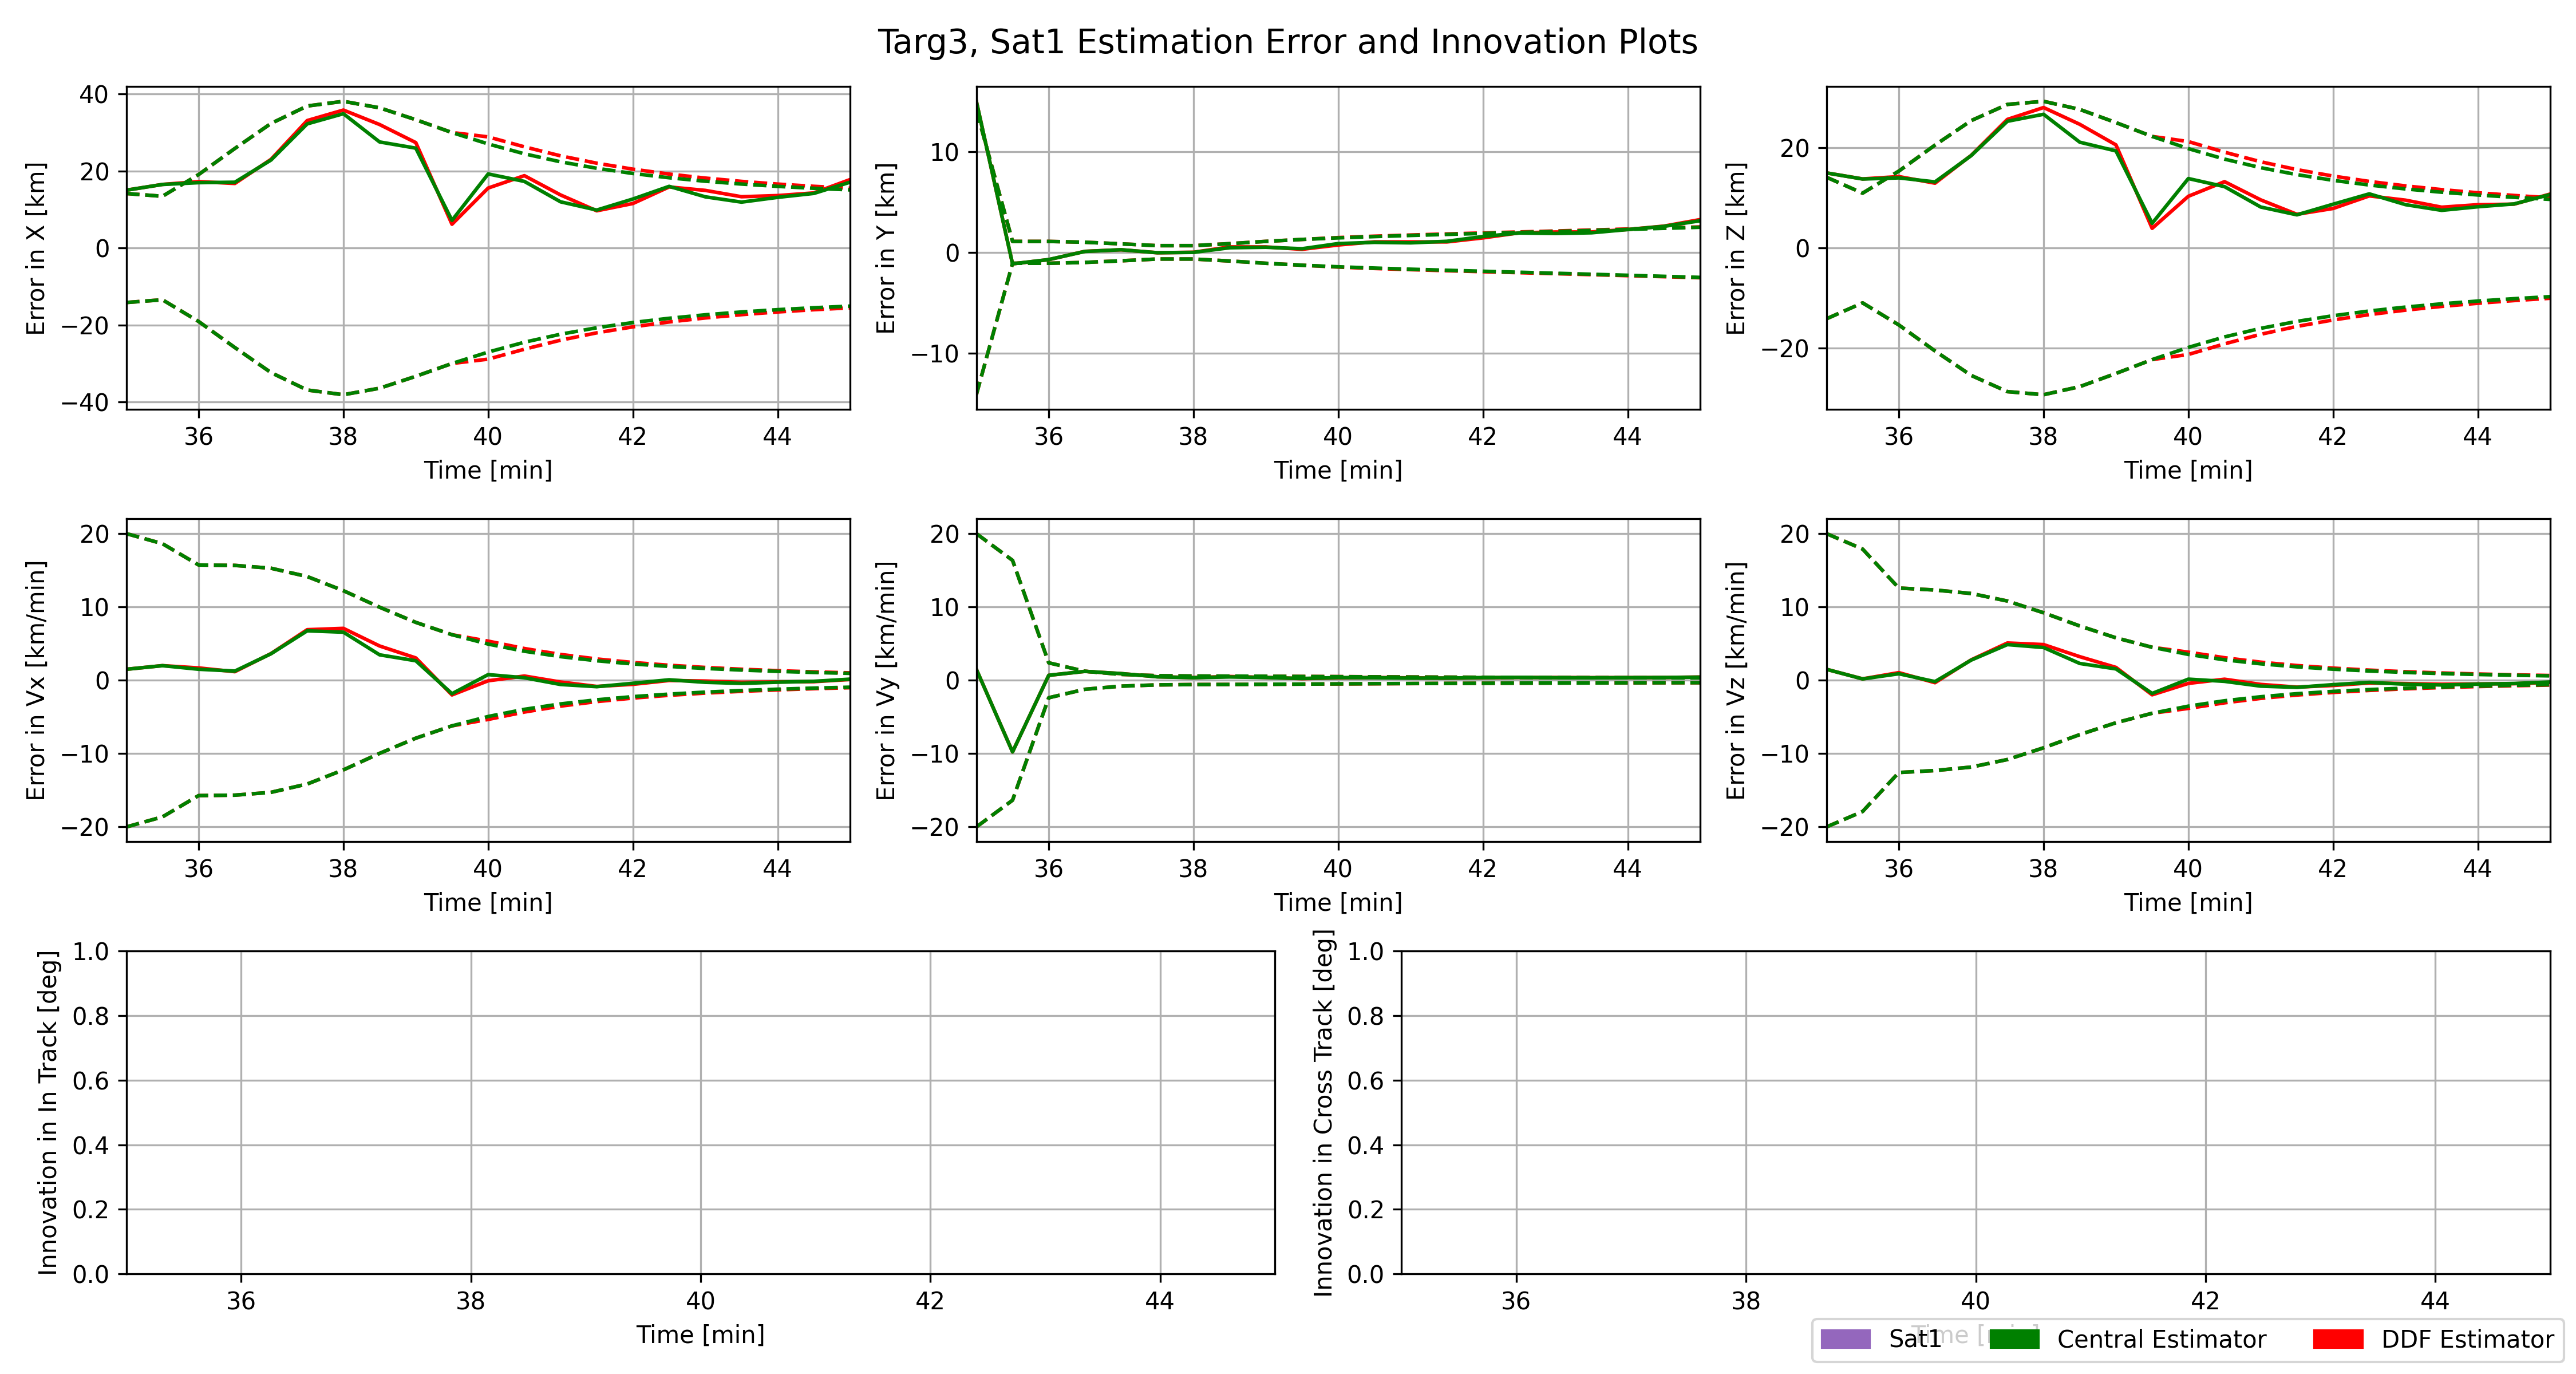 Targ3, Sat1 Estimation Error and Innovation Plots
Error in X [km]
40
20
0
−20
−40
36 38 40 42 44
Time [min]
Error in Y [km]
10
0
−10
36 38 40 42 44
Time [min]
Error in Z [km]
20
0
−20
36 38 40 42 44
Time [min]
Error in Vx [km/min]
20
10
0
−10
−20
36 38 40 42 44
Time [min]
Error in Vy [km/min]
20
10
0
−10
−20
36 38 40 42 44
Time [min]
Error in Vz [km/min]
20
10
0
−10
−20
36 38 40 42 44
Time [min]
Innovation in In Track [deg]
1.0
0.8
0.6
0.4
0.2
0.0
36 38 40 42 44
Time [min]
Innovation in Cross Track [deg]
1.0
0.8
0.6
0.4
0.2
0.0
36 38 40 42 44
Time [
Sat1 Central Estimator DDF Estimator